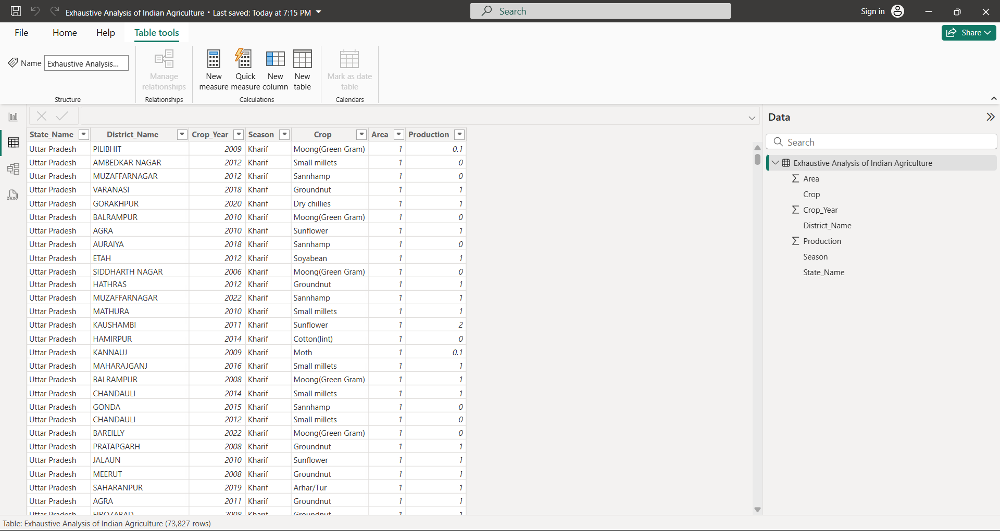 Exhaustive Analysis of Indian Agriculture • Last saved: Today at 7:15 PM
Search
Sign in
File Home Help Table tools
Share
Name Exhaustive Analysis...
Manage relationships
New measure
Quick measure
New column
New table
Mark as date table
Structure Relationships Calculations Calendars
Data
Search
Exhaustive Analysis of Indian Agriculture
Area
Crop
Crop_Year
District_Name
Production
Season
State_Name
DAX
State_Name District_Name Crop_Year Season Crop Area Production
Uttar Pradesh PILIBHIT 2009 Kharif Moong(Green Gram) 1 0.1
Uttar Pradesh AMBEDKAR NAGAR 2012 Kharif Small millets 1 0
Uttar Pradesh MUZAFFARNAGAR 2012 Kharif Sannhamp 1 0
Uttar Pradesh VARANASI 2018 Kharif Groundnut 1 1
Uttar Pradesh GORAKHPUR 2020 Kharif Dry chillies 1 1
Uttar Pradesh BALRAMPUR 2010 Kharif Moong(Green Gram) 1 0
Uttar Pradesh AGRA 2010 Kharif Sunflower 1 1
Uttar Pradesh AURAIYA 2018 Kharif Sannhamp 1 0
Uttar Pradesh ETAH 2012 Kharif Soyabean 1 1
Uttar Pradesh SIDDHARTH NAGAR 2006 Kharif Moong(Green Gram) 1 0
Uttar Pradesh HATHRAS 2012 Kharif Groundnut 1 1
Uttar Pradesh MUZAFFARNAGAR 2022 Kharif Sannhamp 1 1
Uttar Pradesh MATHURA 2010 Kharif Small millets 1 1
Uttar Pradesh KAUSHAMBI 2011 Kharif Sunflower 1 2
Uttar Pradesh HAMIRPUR 2014 Kharif Cotton(lint) 1 0
Uttar Pradesh KANNAUJ 2009 Kharif Moth 1 0.1
Uttar Pradesh MAHARAJGANJ 2016 Kharif Small millets 1 1
Uttar Pradesh BALRAMPUR 2008 Kharif Moong(Green Gram) 1 1
Uttar Pradesh CHANDAULI 2014 Kharif Small millets 1 1
Uttar Pradesh GONDA 2015 Kharif Sannhamp 1 0
Uttar Pradesh CHANDAULI 2012 Kharif Small millets 1 0
Uttar Pradesh BAREILLY 2022 Kharif Moong(Green Gram) 1 0
Uttar Pradesh PRATAPGARH 2008 Kharif Groundnut 1 1
Uttar Pradesh JALAUN 2010 Kharif Sunflower 1 1
Uttar Pradesh MEERUT 2008 Kharif Groundnut 1 1
Uttar Pradesh SAHARANPUR 2019 Kharif Arhar/Tur 1 1
Uttar Pradesh AGRA 2011 Kharif Groundnut 1 1
Uttar Pradesh FIROZABAD 2008 Kharif Groundnut 1 1
Table: Exhaustive Analysis of Indian Agriculture (73,827 rows)